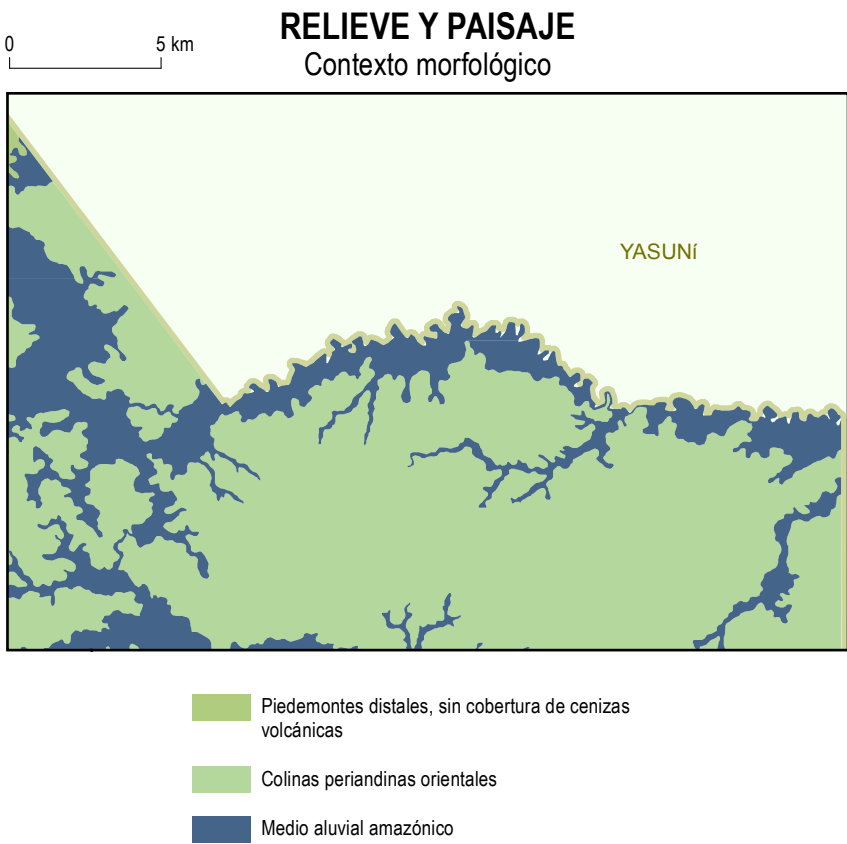 RELIEVE Y PAISAJE
0 5 km
Contexto morfológico
YASUNí
Piedemontes distales, sin cobertura de cenizas
volcánicas
Colinas periandinas orientales
Medio aluvial amazónico